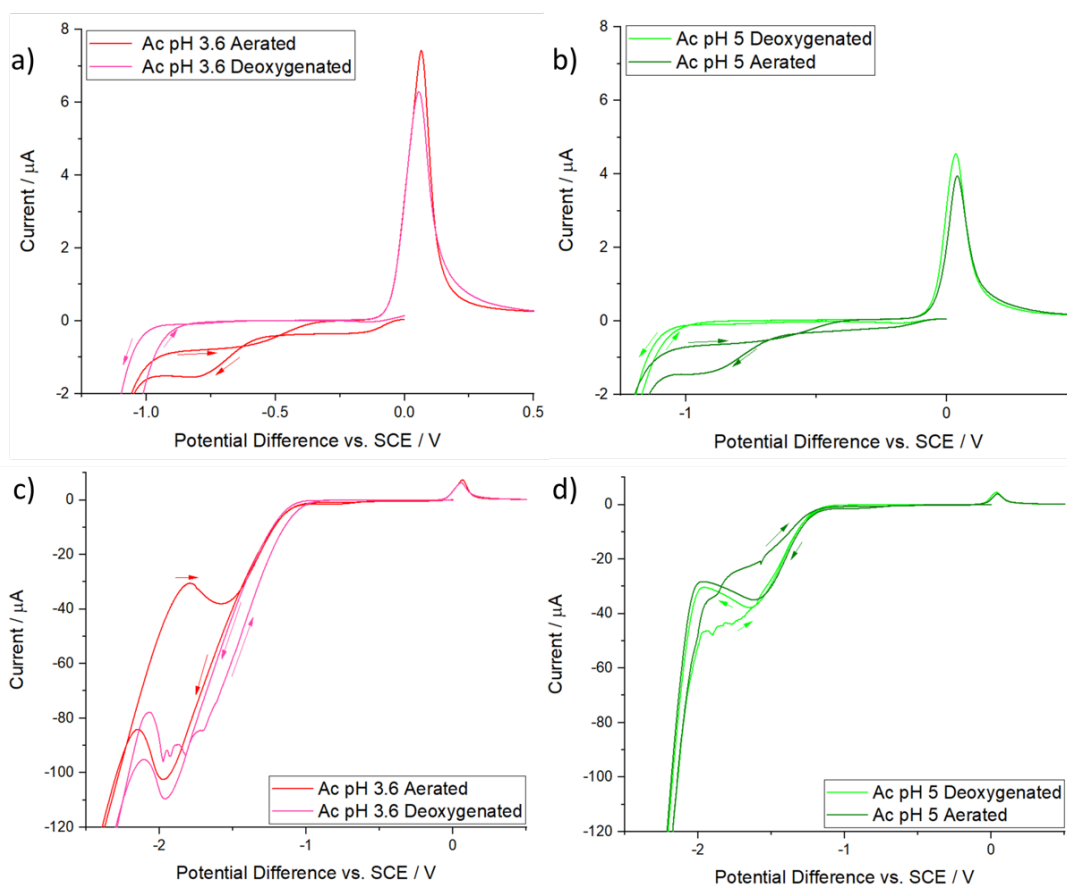 a)
Ac pH 3.6 Aerated
Ac pH 3.6 Deoxygenated
Current / μA
8
6
4
2
0
-2
-1.0
-0.5
0.0
0.5
Potential Difference vs. SCE / V
b)
Ac pH 5 Deoxygenated
Ac pH 5 Aerated
Current / μA
8
6
4
2
0
-2
-1
0
Potential Difference vs. SCE / V
c)
Current / μA
0
-20
-40
-60
-80
-100
-120
-2
-1
0
Ac pH 3.6 Aerated
Ac pH 3.6 Deoxygenated
Potential Difference vs. SCE / V
d)
Current / μA
0
-20
-40
-60
-80
-100
-120
-2
-1
0
Ac pH 5 Deoxygenated
Ac pH 5 Aerated
Potential Difference vs. SCE / V